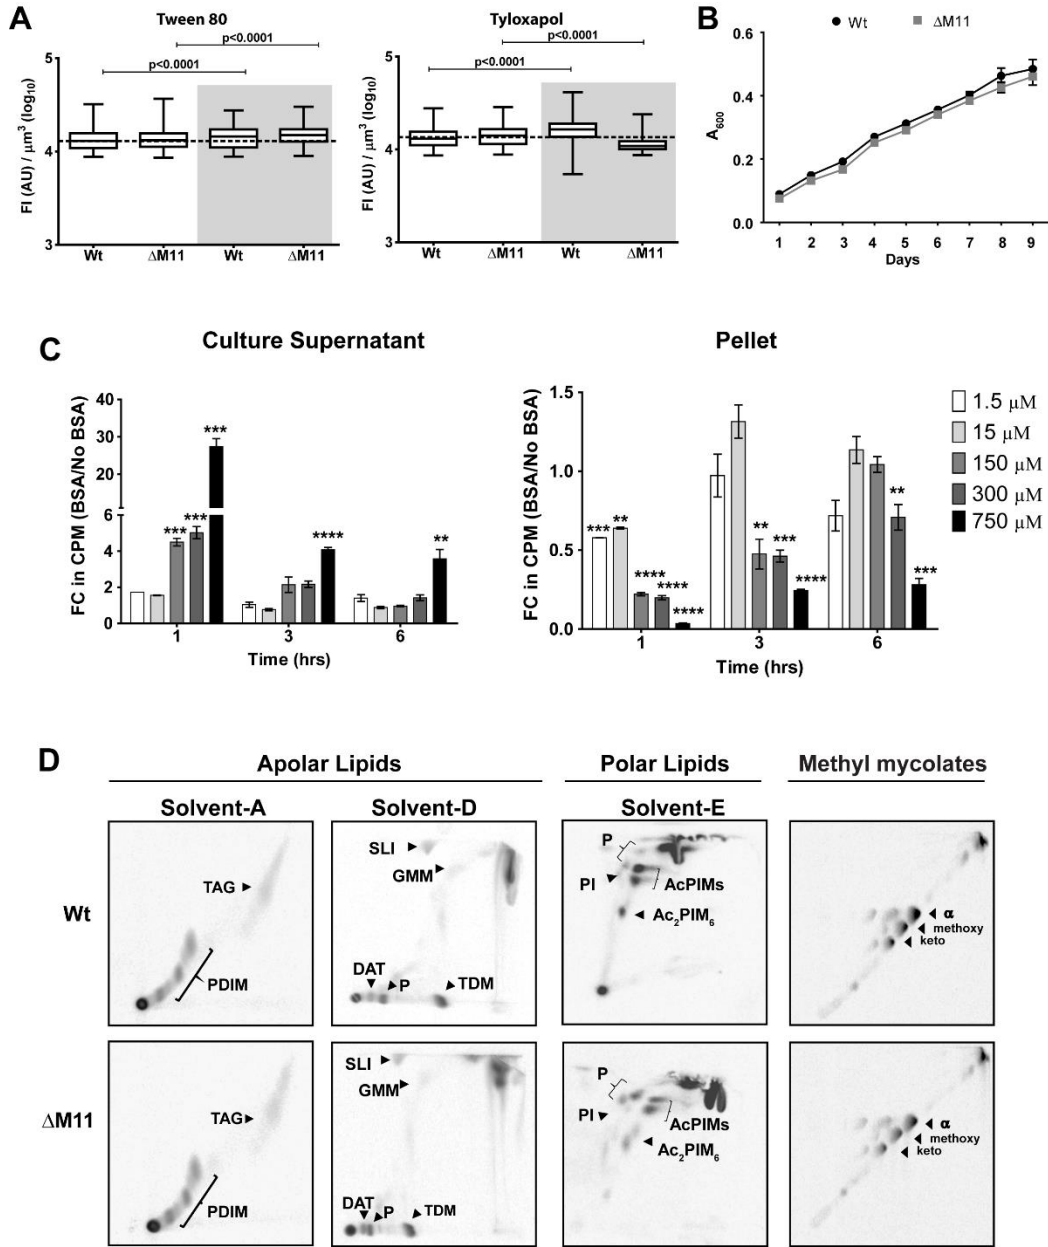 A
Tween 80
p<0.0001
p<0.0001
FI (AU) / µm³ (log₁₀)
5
4
3
Wt
ΔM11
Wt
ΔM11
Tyloxapol
p<0.0001
p<0.0001
FI (AU) / µm³ (log₁₀)
5
4
3
Wt
ΔM11
Wt
ΔM11
B
Wt
ΔM11
A₆₀₀
0.6
0.4
0.2
0.0
1 2 3 4 5 6 7 8 9
Days
C
Culture Supernatant
FC in CPM (BSA/No BSA)
40
30
20
10
6
4
2
0
***
***
***
****
**
1 3 6
Time (hrs)
Pellet
FC in CPM (BSA/No BSA)
1.5
1.0
0.5
0.0
***
**
****
****
****
**
***
****
**
***
1 3 6
Time (hrs)
1.5 µM
15 µM
150 µM
300 µM
750 µM
D
Apolar Lipids
Polar Lipids
Methyl mycolates
Solvent-A
Solvent-D
Solvent-E
Wt
TAG
PDIM
SLI
GMM
DAT
P
TDM
P
PI
AcPIMs
Ac₂PIM₆
α
methoxy
keto
ΔM11
TAG
PDIM
SLI
GMM
DAT
P
TDM
P
PI
AcPIMs
Ac₂PIM₆
α
methoxy
keto